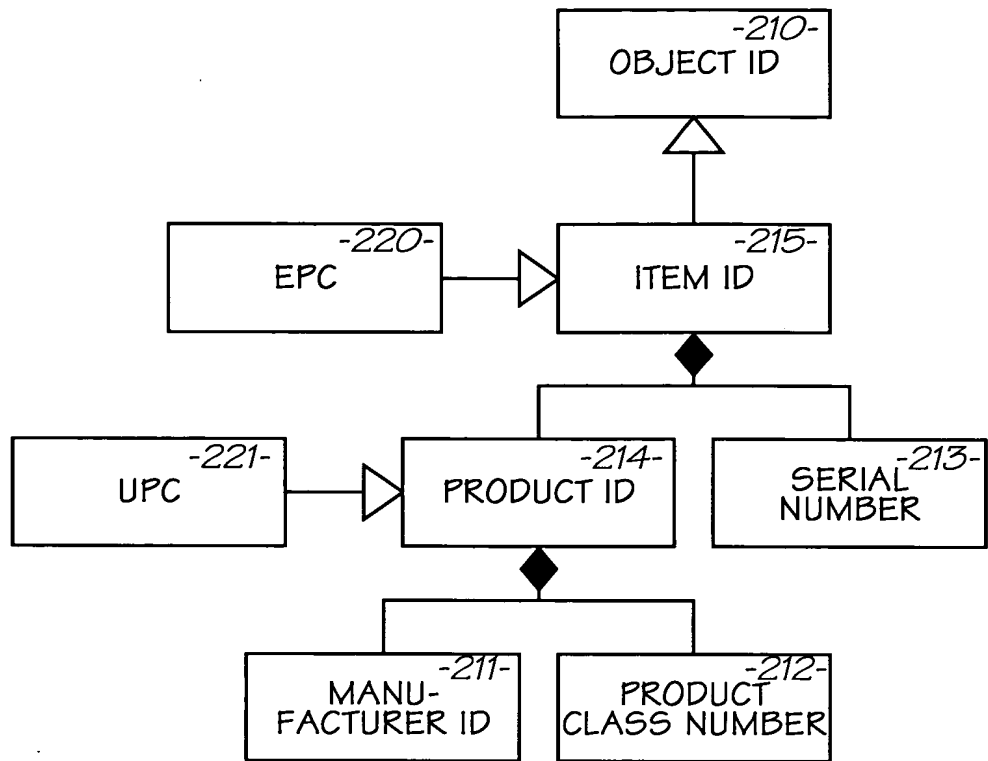 -210-
OBJECT ID
-220-
EPC
-215-
ITEM ID
-221-
UPC
-214-
PRODUCT ID
-213-
SERIAL
NUMBER
-211-
MANU-
FACTURER ID
-212-
PRODUCT
CLASS NUMBER